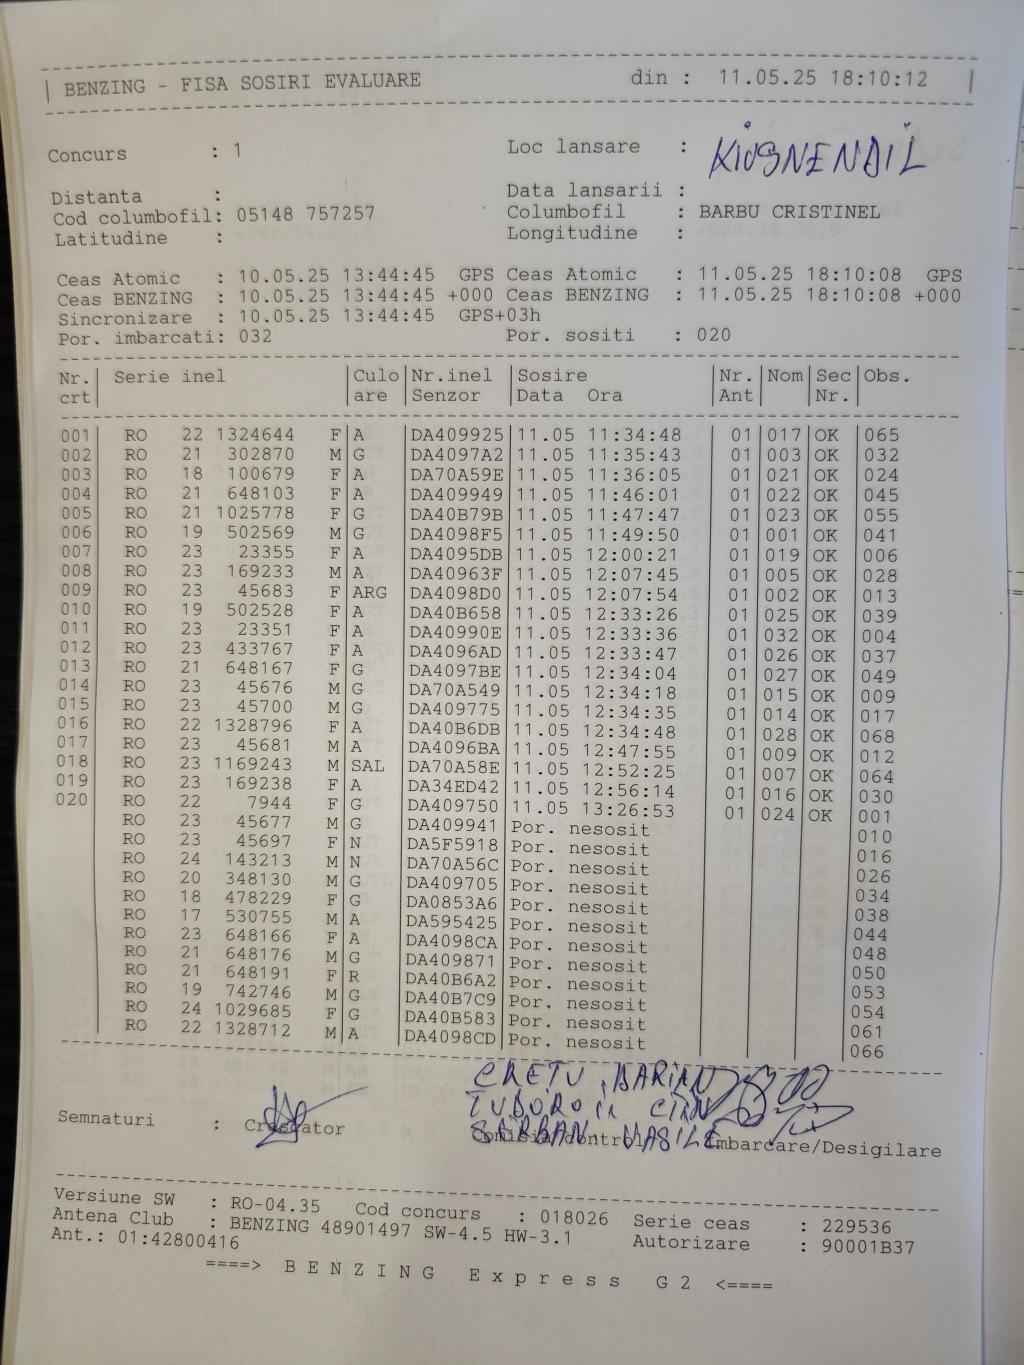 BENZING - FISA SOSIRI EVALUARE din : 11.05.25 18:10:12
Concurs : 1 Loc lansare : KIUSNENDIL
Distanta : Data lansarii :
Cod columbofil: 05148 757257 Columbofil : BARBU CRISTINEL
Latitudine : Longitudine :
Ceas Atomic : 10.05.25 13:44:45 GPS Ceas Atomic : 11.05.25 18:10:08 GPS
Ceas BENZING : 10.05.25 13:44:45 +000 Ceas BENZING : 11.05.25 18:10:08 +000
Sincronizare : 10.05.25 13:44:45 GPS+03h
Por. imbarcati: 032 Por. sositi : 020
Nr. Serie inel Culo Nr.inel Sosire Nr. Nom Sec Obs.
crt are Senzor Data Ora Ant Nr.
001 RO 22 1324644 F A DA409925 11.05 11:34:48 01 017 OK 065
002 RO 21 302870 M G DA4097A2 11.05 11:35:43 01 003 OK 032
003 RO 18 100679 F A DA70A59E 11.05 11:36:05 01 021 OK 024
004 RO 21 648103 F A DA409949 11.05 11:46:01 01 022 OK 045
005 RO 21 1025778 F G DA40B79B 11.05 11:47:47 01 023 OK 055
006 RO 19 502569 M G DA4098F5 11.05 11:49:50 01 001 OK 041
007 RO 23 23355 F A DA4095DB 11.05 12:00:21 01 019 OK 006
008 RO 23 169233 M A DA40963F 11.05 12:07:45 01 005 OK 028
009 RO 23 45683 F ARG DA4098D0 11.05 12:07:54 01 002 OK 013
010 RO 19 502528 F A DA40B658 11.05 12:33:26 01 025 OK 039
011 RO 23 23351 F A DA40990E 11.05 12:33:36 01 032 OK 004
012 RO 23 433767 F A DA4096AD 11.05 12:33:47 01 026 OK 037
013 RO 21 648167 F G DA4097BE 11.05 12:34:04 01 027 OK 049
014 RO 23 45676 M G DA70A549 11.05 12:34:18 01 015 OK 009
015 RO 23 45700 M G DA409775 11.05 12:34:35 01 014 OK 017
016 RO 22 1328796 F A DA40B6DB 11.05 12:34:48 01 028 OK 068
017 RO 23 45681 M A DA4096BA 11.05 12:47:55 01 009 OK 012
018 RO 23 1169243 M SAL DA70A58E 11.05 12:52:25 01 007 OK 064
019 RO 23 169238 F A DA34ED42 11.05 12:56:14 01 016 OK 030
020 RO 22 7944 F G DA409750 11.05 13:26:53 01 024 OK 001
RO 23 45677 M G DA409941 Por. nesosit 010
RO 23 45697 F N DA5F5918 Por. nesosit 016
RO 24 143213 M N DA70A56C Por. nesosit 026
RO 20 348130 M G DA409705 Por. nesosit 034
RO 18 478229 F G DA0853A6 Por. nesosit 038
RO 17 530755 M A DA595425 Por. nesosit 044
RO 23 648166 F A DA4098CA Por. nesosit 048
RO 21 648176 M G DA409871 Por. nesosit 050
RO 21 648191 F R DA40B6A2 Por. nesosit 053
RO 19 742746 M G DA40B7C9 Por. nesosit 054
RO 24 1029685 F G DA40B583 Por. nesosit 061
RO 22 1328712 M A DA4098CD Por. nesosit 066
CRETU MARIAN
TUDOROIU
SARBAN VASILE
Semnaturi : Crescator Comisia control Imbarcare/Desigilare
Versiune SW : RO-04.35 Cod concurs : 018026 Serie ceas : 229536
Antena Club : BENZING 48901497 SW-4.5 HW-3.1 Autorizare : 90001B37
Ant.: 01:42800416
====> B E N Z I N G E x p r e s s G 2 <====